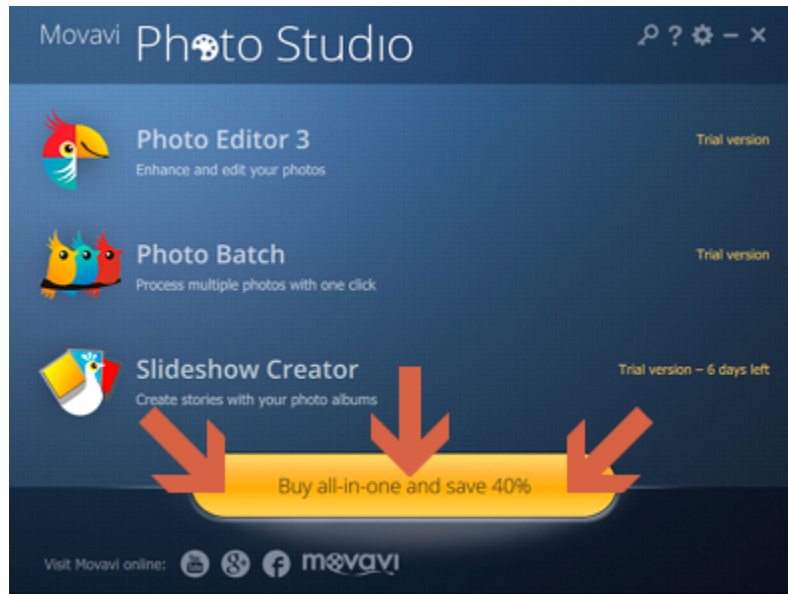 Movavi Photo Studio
Photo Editor 3
Trial version
Enhance and edit your photos
Photo Batch
Trial version
Process multiple photos with one click
Slideshow Creator
Trial version – 6 days left
Create stories with your photo albums
Buy all-in-one and save 40%
Visit Movavi online:
movavi